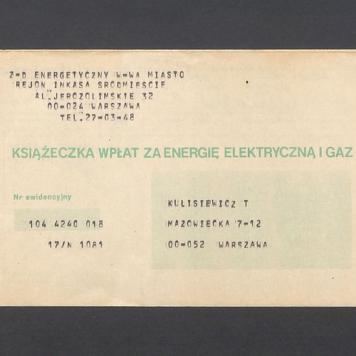 Z-D ENERGETYCZNY W-WA MIASTO
REJON INKASA SRODMIESCIE
AL.JEROZOLIMSKIE 32
00-024 WARSZAWA
TEL.27-03-48
KSIĄŻECZKA WPŁAT ZA ENERGIĘ ELEKTRYCZNĄ I GAZ
Nr ewidencyjny
104 4240 018
17/N 1081
KULISIEWICZ T
MAZOWIECKA 7-12
00-052 WARSZAWA